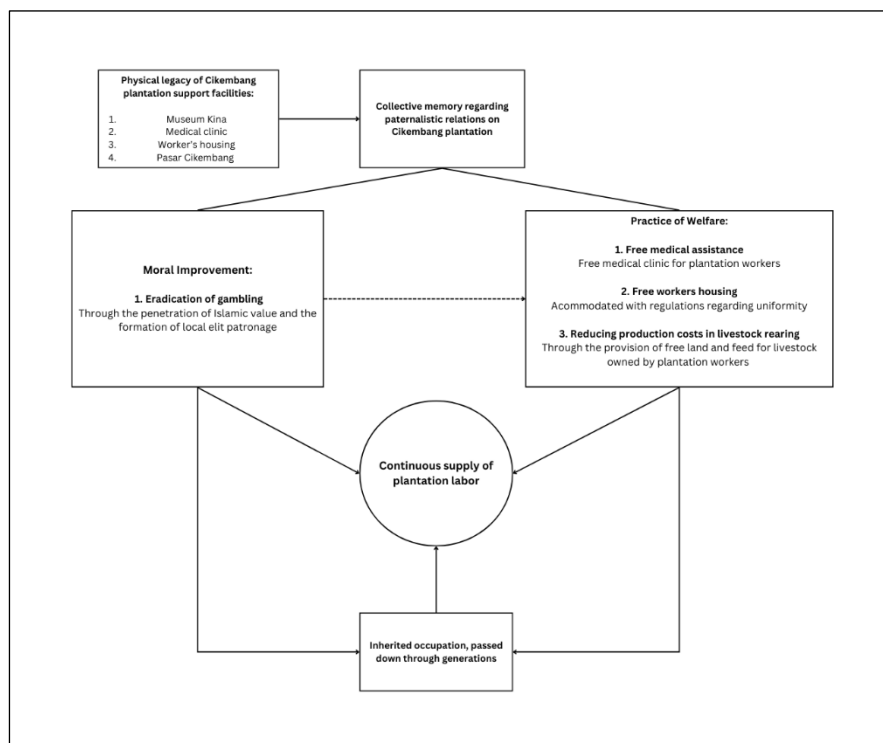 Physical legacy of Cikembang
plantation support facilities:
1. Museum Kina
2. Medical clinic
3. Worker's housing
4. Pasar Cikembang
Collective memory regarding
paternalistic relations on
Cikembang plantation
Moral Improvement:
1. Eradication of gambling
Through the penetration of Islamic value and the
formation of local elit patronage
Practice of Welfare:
1. Free medical assistance
Free medical clinic for plantation workers
2. Free workers housing
Acommodated with regulations regarding uniformity
3. Reducing production costs in livestock rearing
Through the provision of free land and feed for livestock
owned by plantation workers
Continuous supply of
plantation labor
Inherited occupation, passed
down through generations